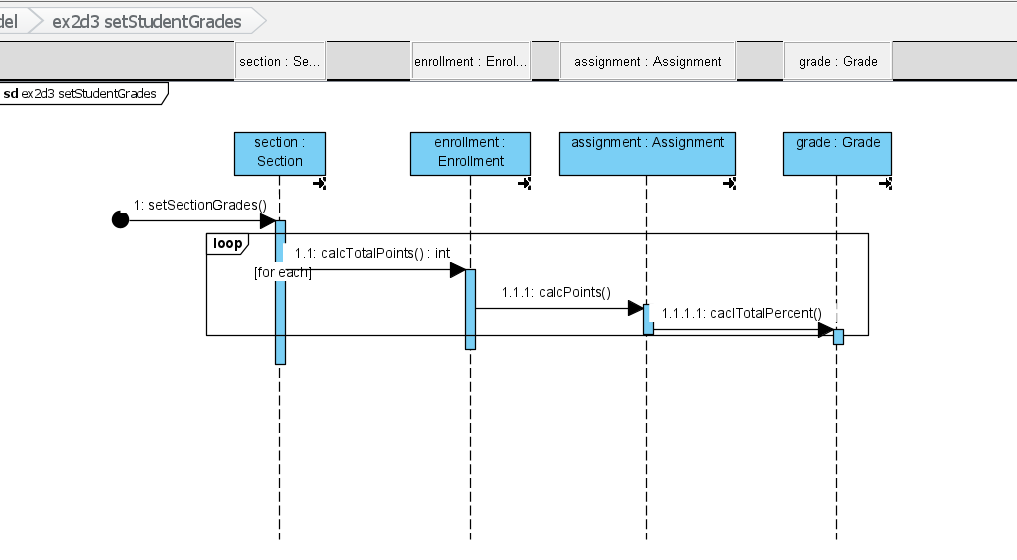 del
ex2d3 setStudentGrades
section : Se...
enrollment : Enrol...
assignment : Assignment
grade : Grade
sd ex2d3 setStudentGrades
section :
Section
enrollment :
Enrollment
assignment : Assignment
grade : Grade
1: setSectionGrades()
loop
1.1: calcTotalPoints() : int
[for each]
1.1.1: calcPoints()
1.1.1.1: caclTotalPercent()